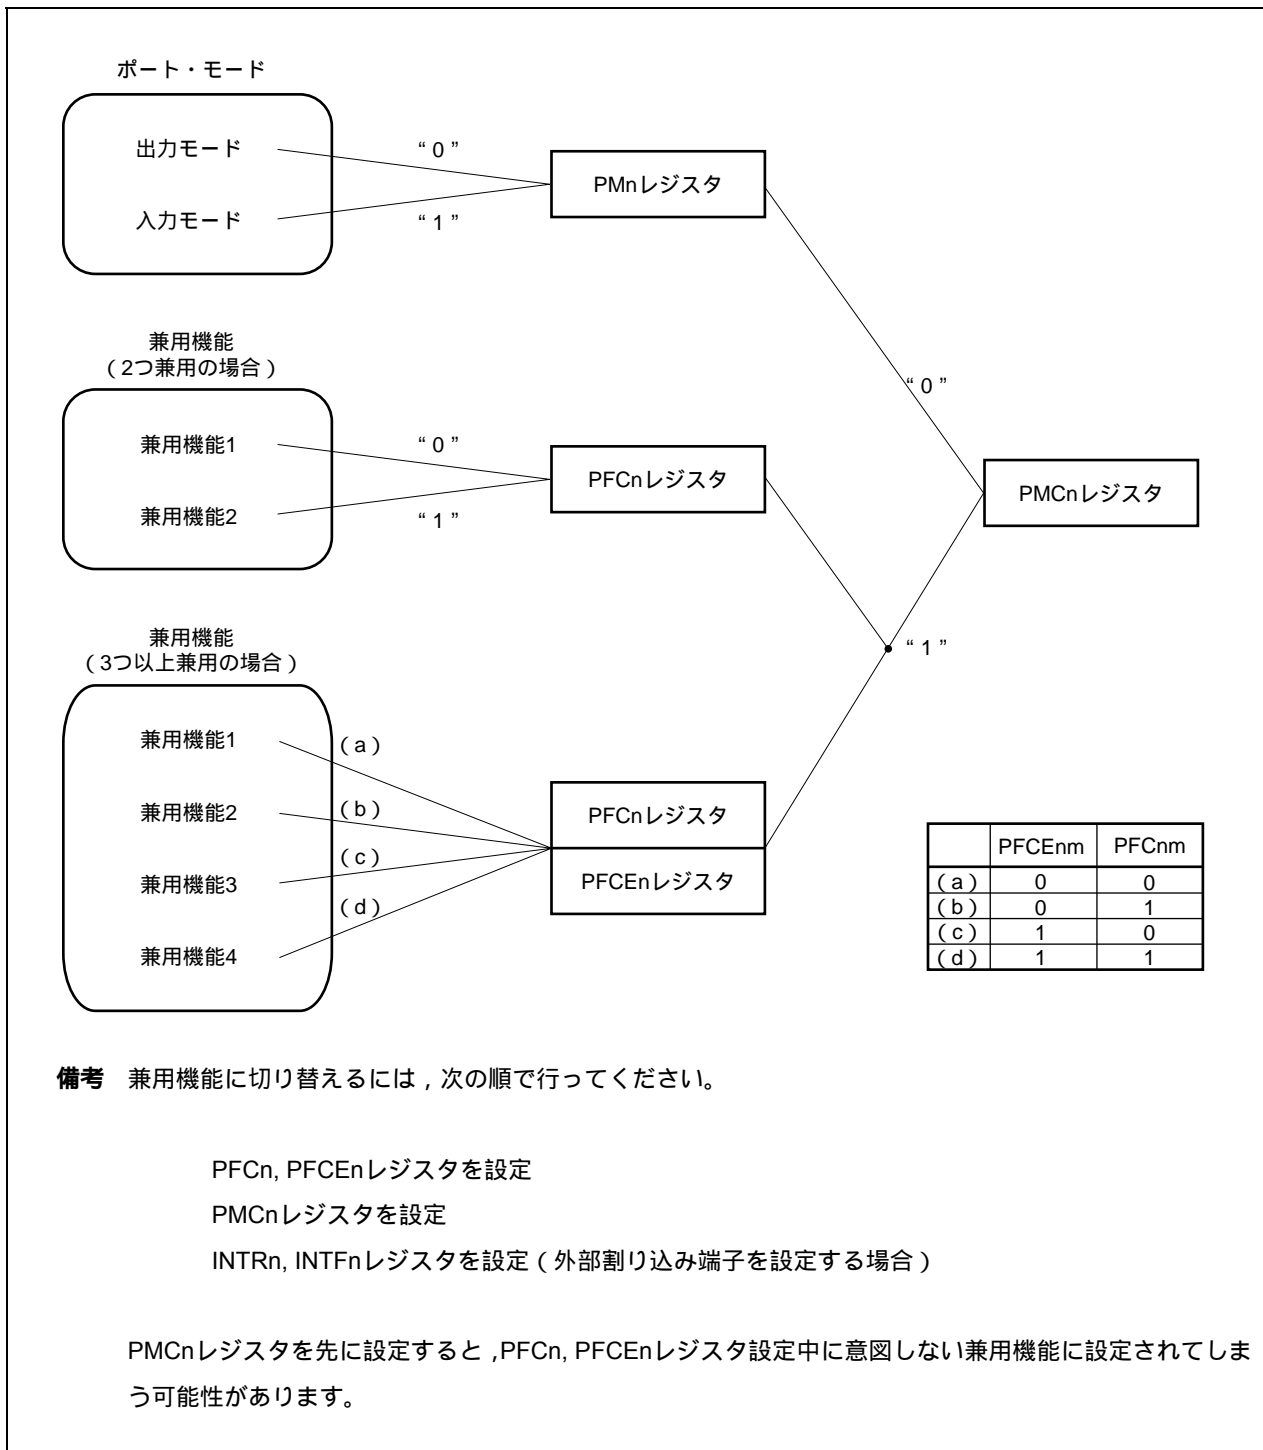 ポート・モード
出力モード
“ 0 ”
入力モード
“ 1 ”
PMnレジスタ
“ 0 ”
兼用機能
（2つ兼用の場合）
兼用機能1
“ 0 ”
兼用機能2
“ 1 ”
PFCnレジスタ
PMCnレジスタ
“ 1 ”
兼用機能
（3つ以上兼用の場合）
兼用機能1
（a）
兼用機能2
（b）
兼用機能3
（c）
兼用機能4
（d）
PFCnレジスタ
PFCEnレジスタ
PFCEnm PFCnm
（a） 0 0
（b） 0 1
（c） 1 0
（d） 1 1
備考 兼用機能に切り替えるには，次の順で行ってください。
PFCn, PFCEnレジスタを設定
PMCnレジスタを設定
INTRn, INTFnレジスタを設定（外部割り込み端子を設定する場合）
PMCnレジスタを先に設定すると，PFCn, PFCEnレジスタ設定中に意図しない兼用機能に設定されてしま
う可能性があります。